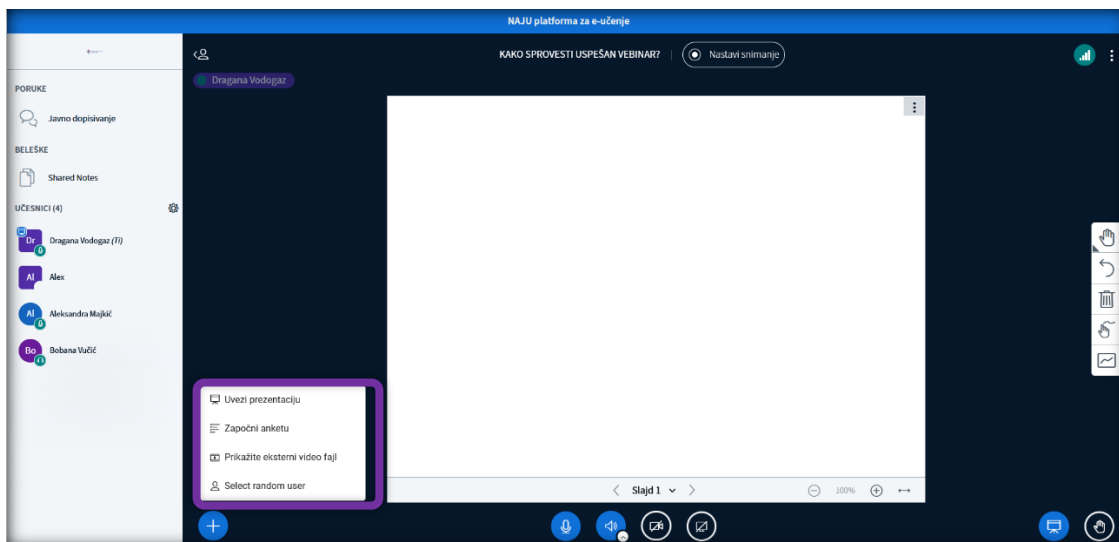 NAJU platforma za e-učenje
KAKO SPROVESTI USPEŠAN VEBINAR?
Nastavi snimanje
Dragana Vodogaz
PORUKE
Javno dopisivanje
BELEŠKE
Shared Notes
UČESNICI (4)
Dr Dragana Vodogaz (Ti)
Al Alex
Al Aleksandra Majkić
Bo Bobana Vučić
Uvezi prezentaciju
Započni anketu
Prikažite eksterni video fajl
Select random user
Slajd 1
100%